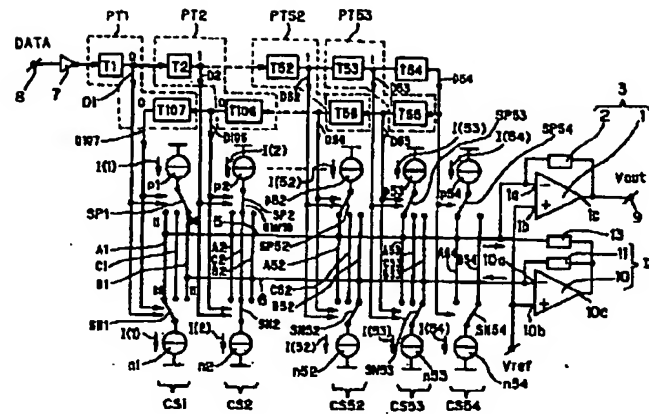 PT1 PT2 PT52 PT53
DATA T1 T2 T52 T53 T54
8 7 D1 D2 D52 D53 D54
T107 T106 T56 T55 3
D107 D106 D55 SP53 2 1
I(1) I(2) I(53) I(54) SP54
p1 p2 I(52) p52 p53 p54 Vout
SP1 SP2 1a 1b 1c 9
5 SP52 13
A1 A2 A52 A53 A54 B54 10a 11
C1 C2 C52 10
B1 B2 6 B52 10b 10c
SN1 SN2 SN52 SN53 SN54
I(1) I(2) I(52) I(53) I(54)
n1 n2 n52 n53 n54 Vref
CS1 CS2 CS52 CS53 CS54